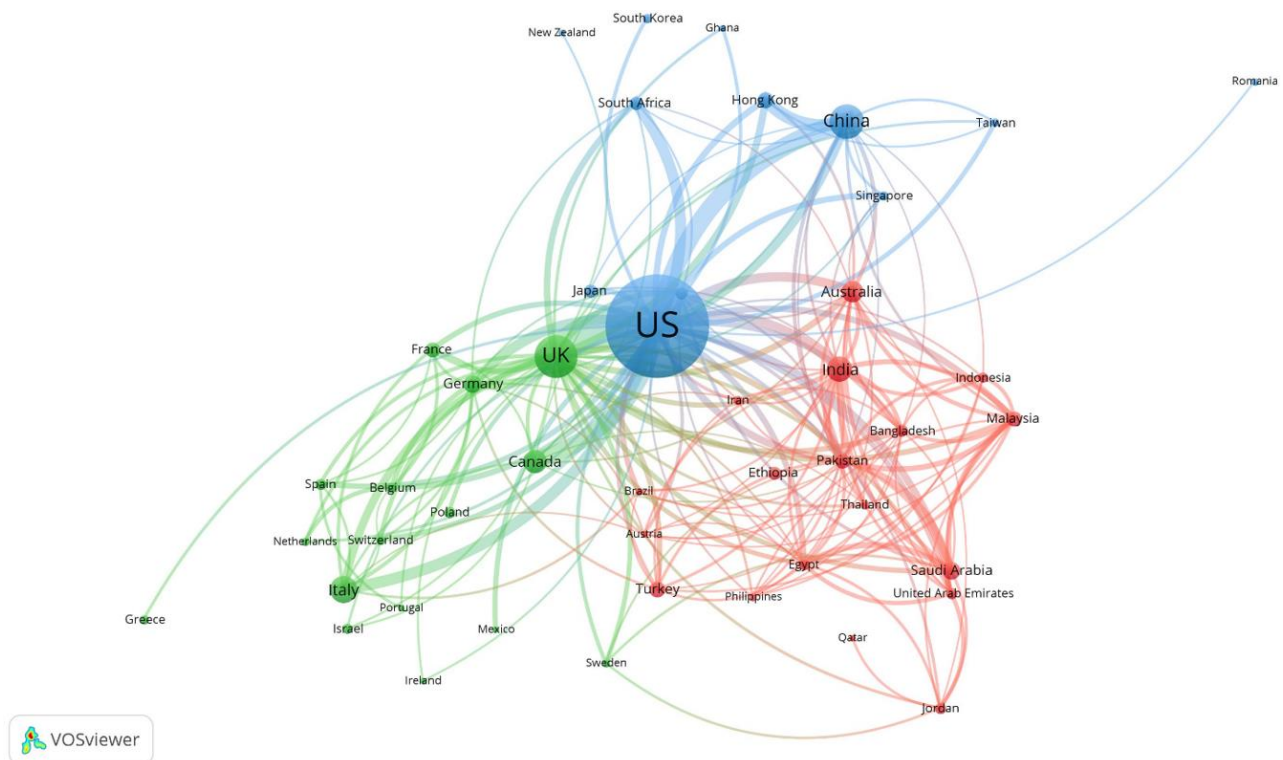 South Korea
New Zealand
Ghana
Romania
South Africa
Hong Kong
China
Taiwan
Singapore
Japan
Australia
US
France
UK
India
Germany
Indonesia
Iran
Malaysia
Bangladesh
Canada
Pakistan
Ethiopia
Spain
Belgium
Brazil
Thailand
Poland
Austria
Netherlands
Switzerland
Egypt
Saudi Arabia
Italy
Turkey
Philippines
United Arab Emirates
Portugal
Greece
Israel
Mexico
Qatar
Sweden
Ireland
Jordan
VOSviewer